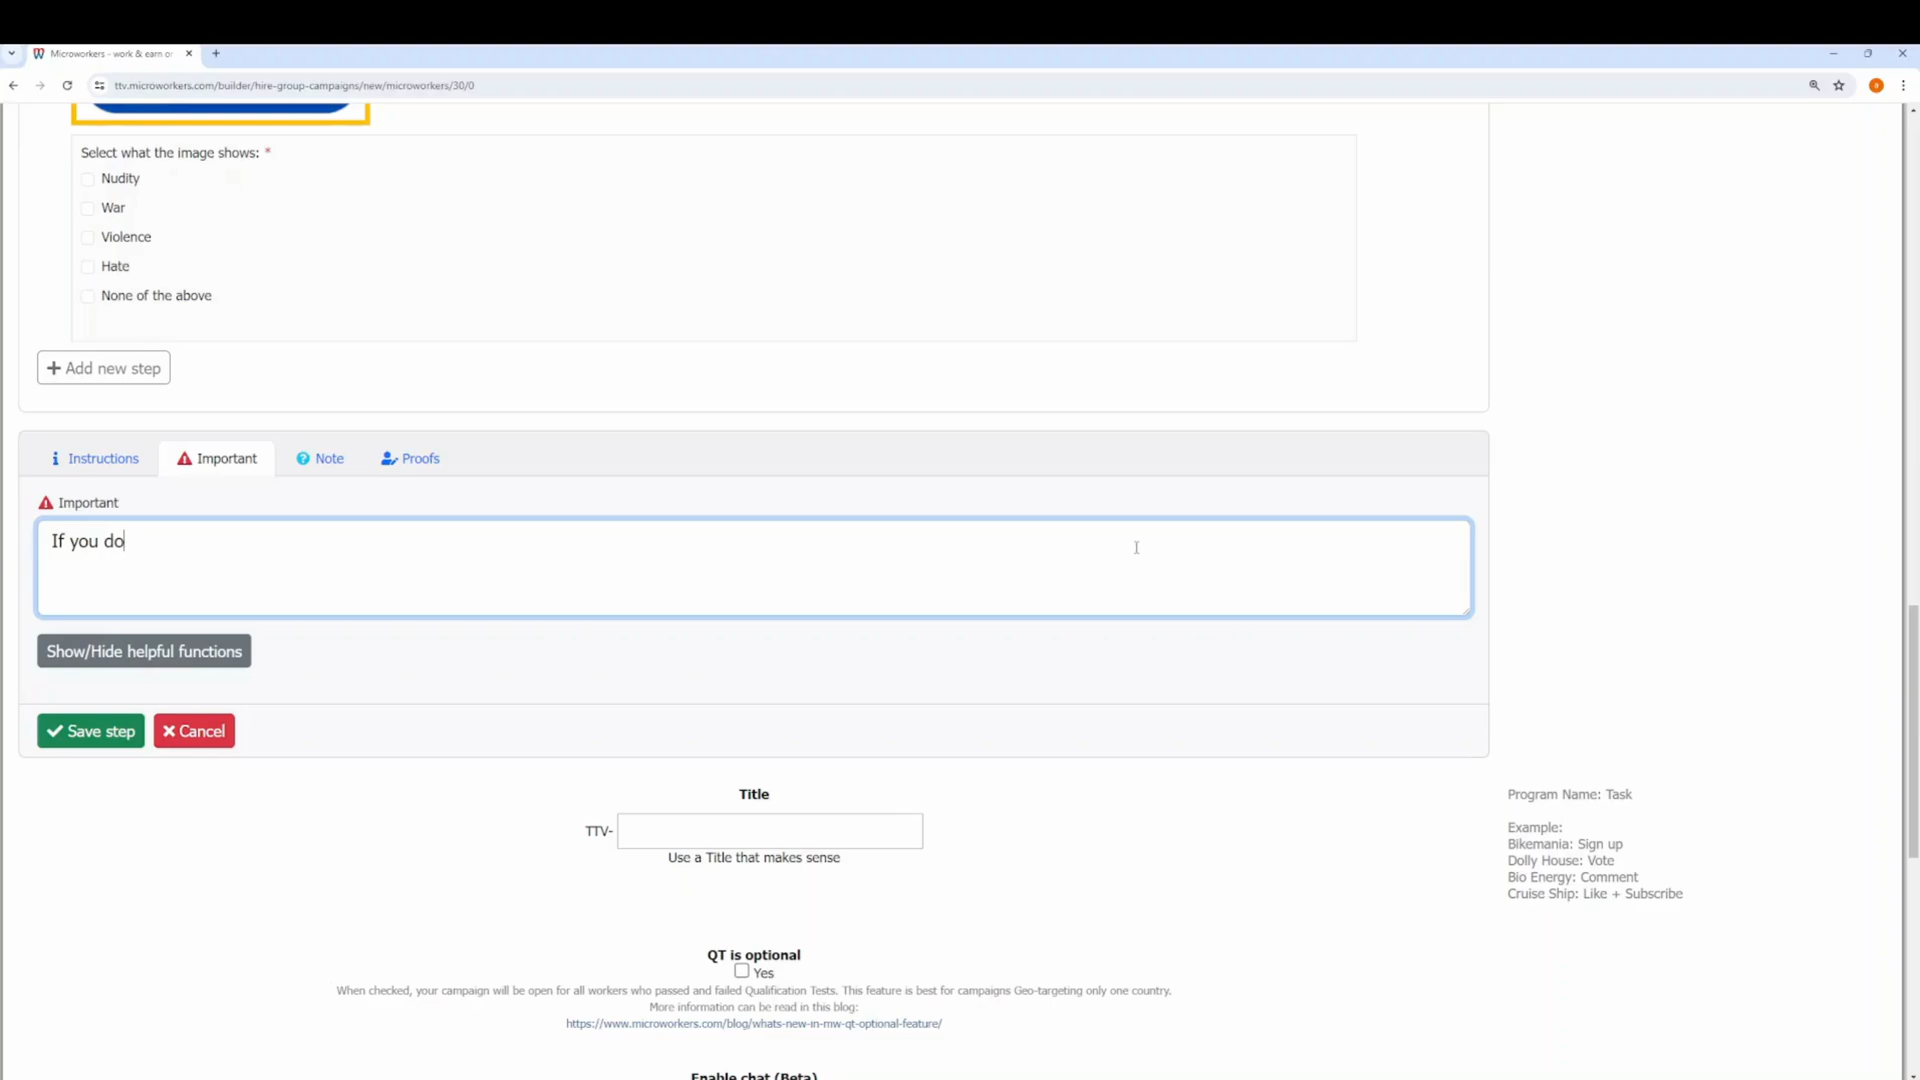 Microworkers - work & earn or
ttv.microworkers.com/builder/hire-group-campaigns/new/microworkers/30/0
Select what the image shows: *
Nudity
War
Violence
Hate
None of the above
Add new step
Instructions
Important
Note
Proofs
Important
If you do
Show/Hide helpful functions
Save step
Cancel
Title
TTV-
Use a Title that makes sense
Program Name: Task
Example:
Bikemania: Sign up
Dolly House: Vote
Bio Energy: Comment
Cruise Ship: Like + Subscribe
QT is optional
Yes
When checked, your campaign will be open for all workers who passed and failed Qualification Tests. This feature is best for campaigns Geo-targeting only one country.
More information can be read in this blog:
https://www.microworkers.com/blog/whats-new-in-mw-qt-optional-feature/
Enable chat (Beta)